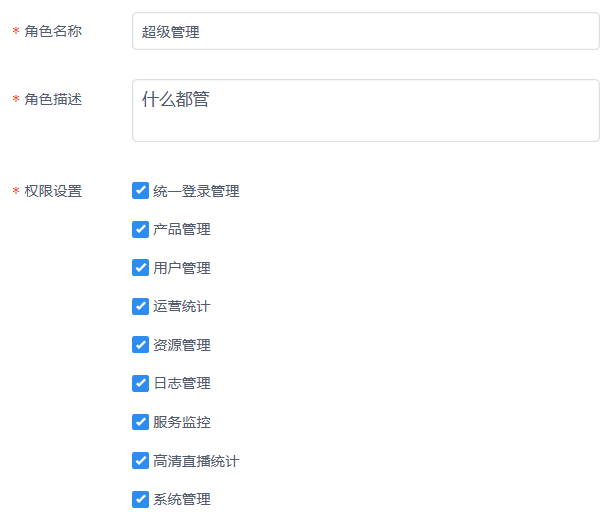 * 角色名称 超级管理
* 角色描述 什么都管
* 权限设置 统一登录管理
产品管理
用户管理
运营统计
资源管理
日志管理
服务监控
高清直播统计
系统管理